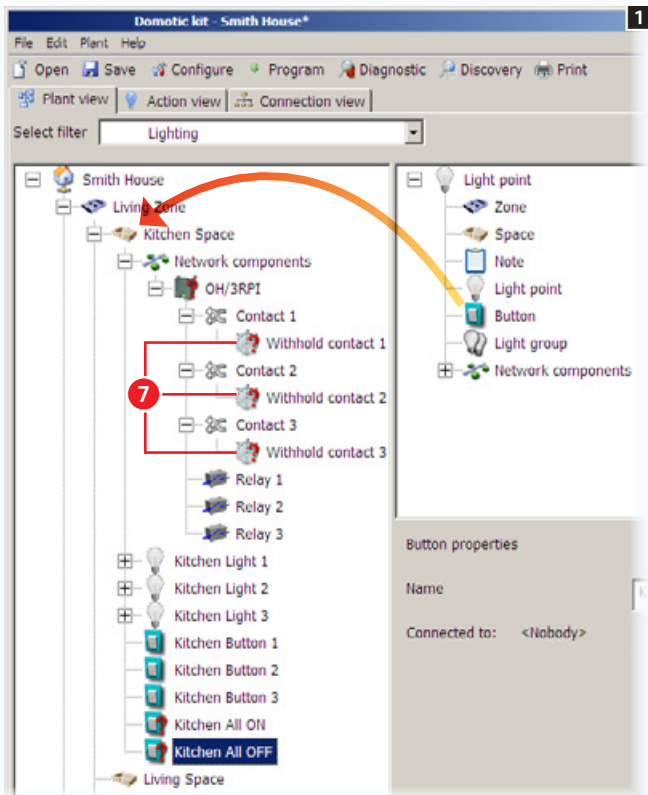 Domotic kit - Smith House*
1
File Edit Plant Help
Open Save Configure Program Diagnostic Discovery Print
Plant view Action view Connection view
Select filter Lighting
Smith House
Living Zone
Kitchen Space
Network components
OH/3RPI
Contact 1
Withhold contact 1
Contact 2
7
Withhold contact 2
Contact 3
Withhold contact 3
Relay 1
Relay 2
Relay 3
Kitchen Light 1
Kitchen Light 2
Kitchen Light 3
Kitchen Button 1
Kitchen Button 2
Kitchen Button 3
Kitchen All ON
Kitchen All OFF
Living Space
Light point
Zone
Space
Note
Light point
Button
Light group
Network components
Button properties
Name K
Connected to: <Nobody>